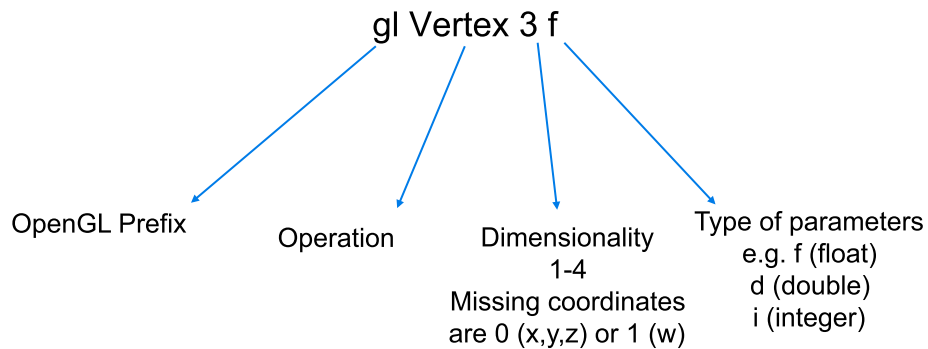 gl Vertex 3 f
OpenGL Prefix
Operation
Dimensionality
1-4
Missing coordinates
are 0 (x,y,z) or 1 (w)
Type of parameters
e.g. f (float)
d (double)
i (integer)